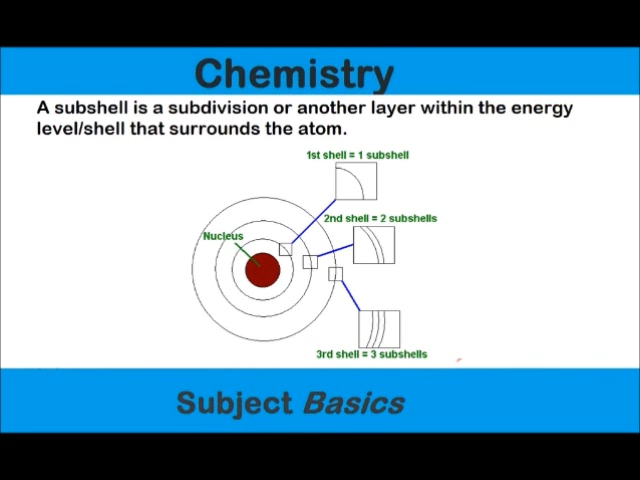 Chemistry
A subshell is a subdivision or another layer within the energy
level/shell that surrounds the atom.
1st shell = 1 subshell
2nd shell = 2 subshells
Nucleus
3rd shell = 3 subshells
Subject Basics